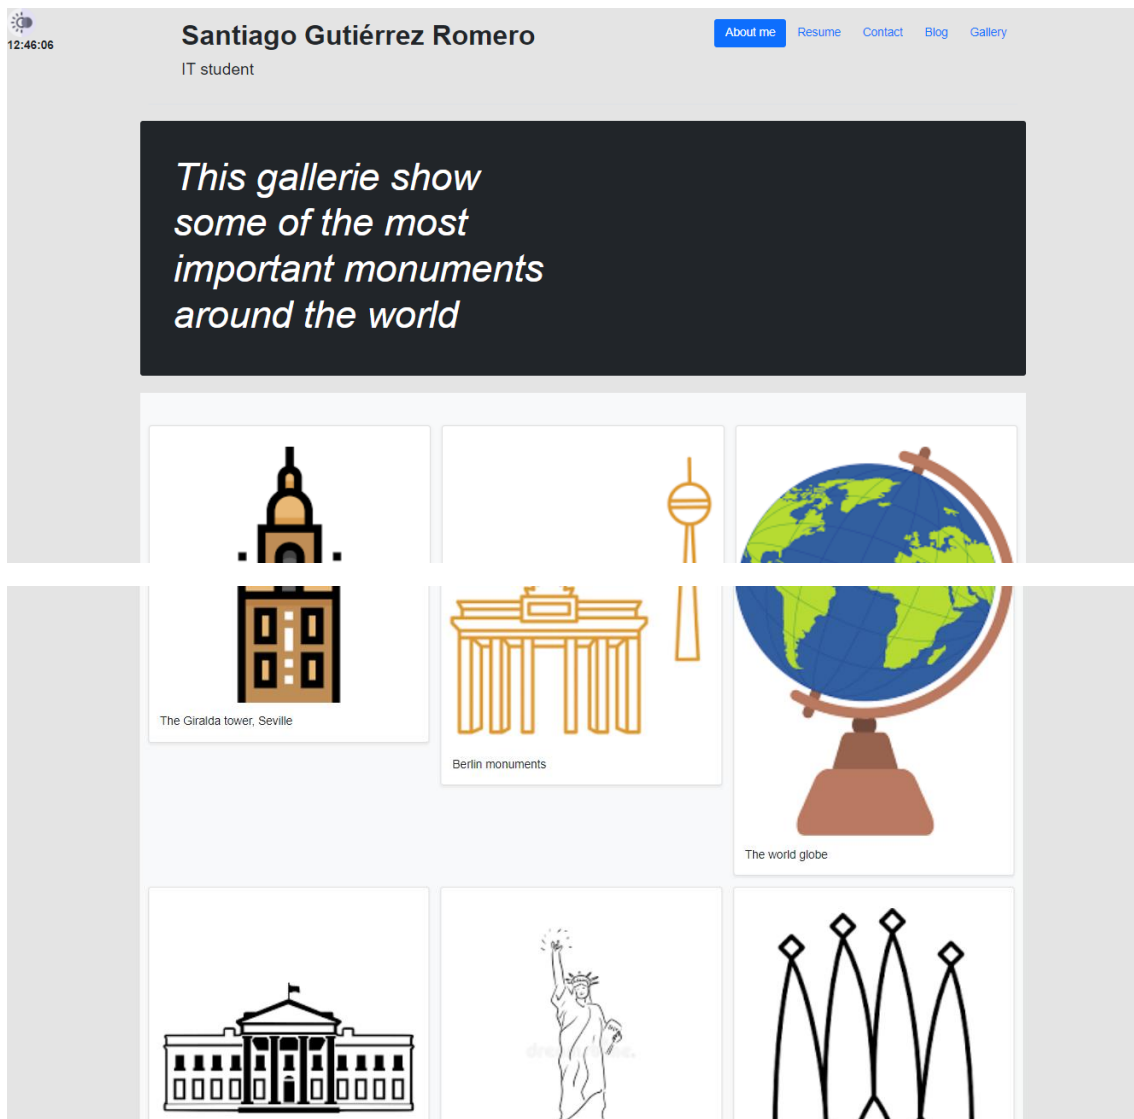 12:46:06
Santiago Gutiérrez Romero
IT student
About me
Resume
Contact
Blog
Gallery
This gallerie show
some of the most
important monuments
around the world
The Giralda tower, Seville
Berlin monuments
The world globe